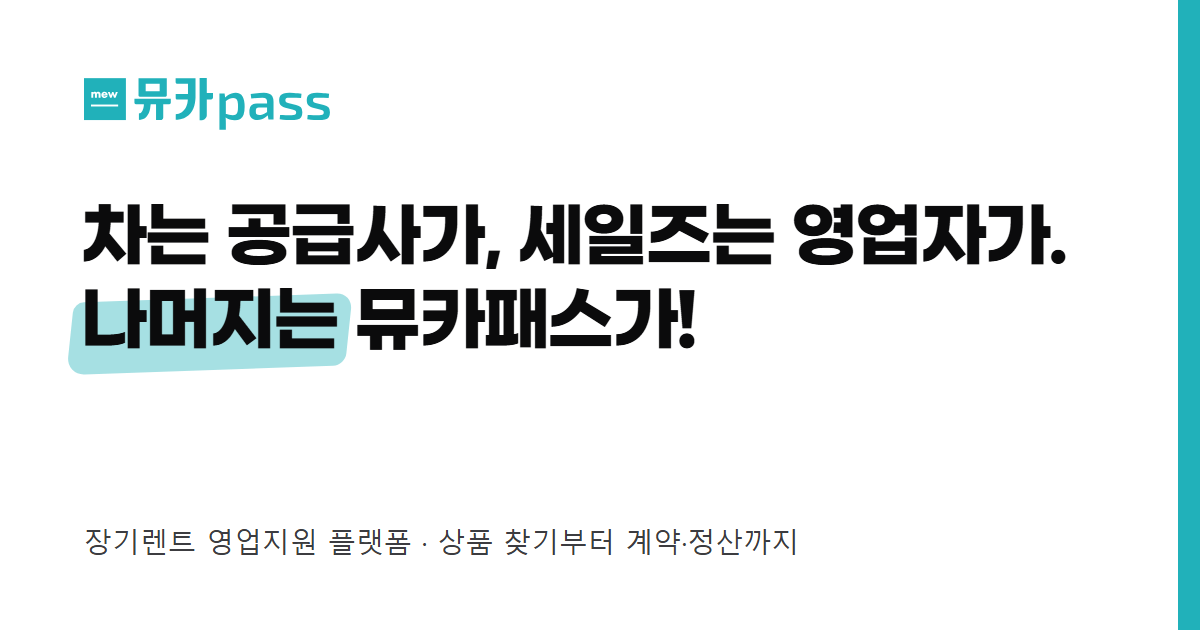 mew 뮤카pass
차는 공급사가, 세일즈는 영업자가.
나머지는 뮤카패스가!
장기렌트 영업지원 플랫폼 · 상품 찾기부터 계약·정산까지